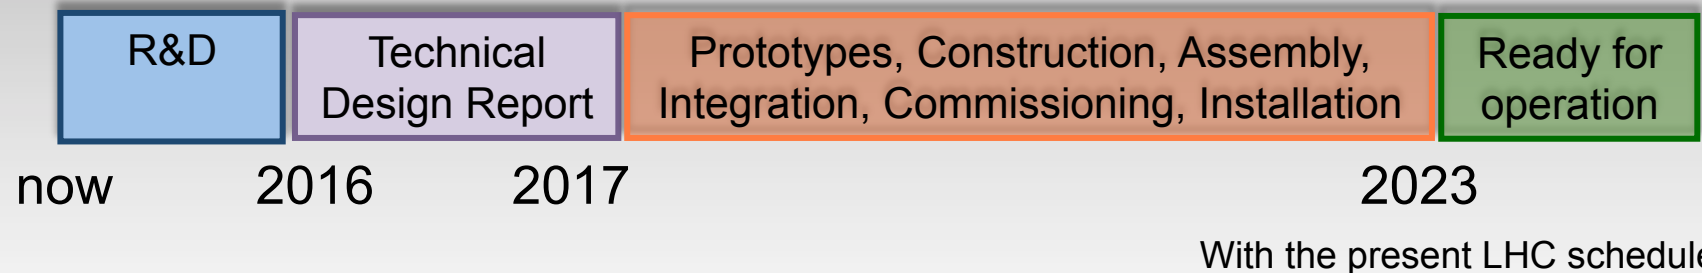 R&D
Technical
Design Report
Prototypes, Construction, Assembly,
Integration, Commissioning, Installation
Ready for
operation
now 2016 2017 2023
With the present LHC schedule